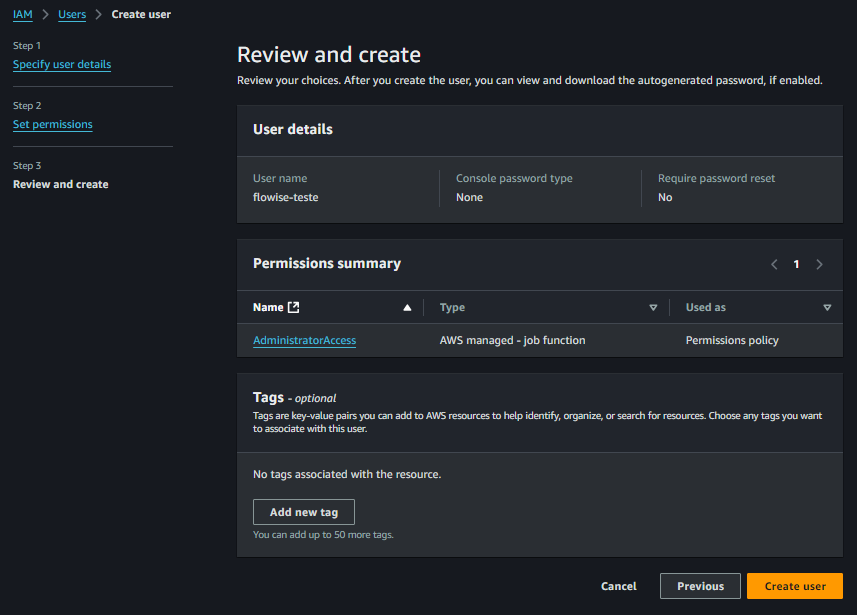 IAM > Users > Create user
Step 1
Specify user details
Step 2
Set permissions
Step 3
Review and create
Review and create
Review your choices. After you create the user, you can view and download the autogenerated password, if enabled.
User details
User name
flowise-teste
Console password type
None
Require password reset
No
Permissions summary
1
Name Type Used as
AdministratorAccess AWS managed - job function Permissions policy
Tags - optional
Tags are key-value pairs you can add to AWS resources to help identify, organize, or search for resources. Choose any tags you want
to associate with this user.
No tags associated with the resource.
Add new tag
You can add up to 50 more tags.
Cancel Previous Create user